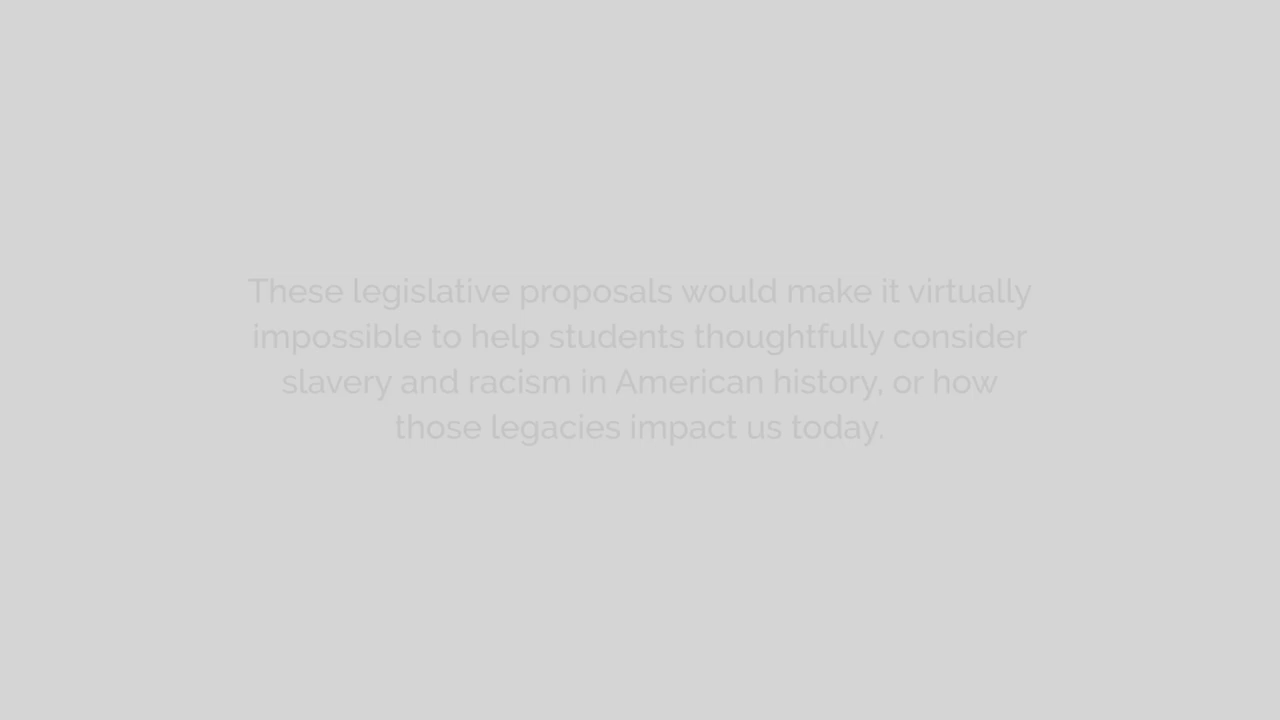 These legislative proposals would make it virtually
impossible to help students thoughtfully consider
slavery and racism in American history, or how
those legacies impact us today.